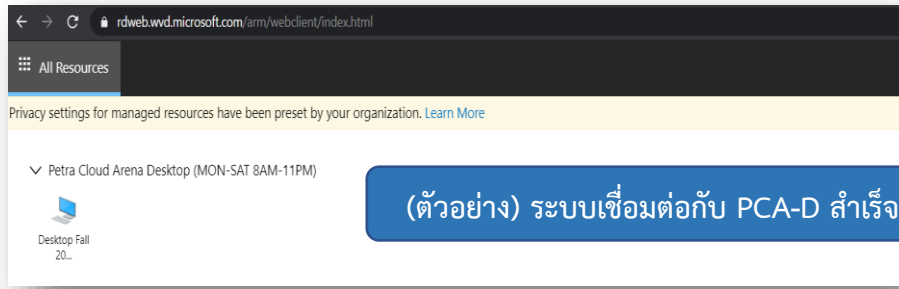 rdweb.wvd.microsoft.com/arm/webclient/index.html
All Resources
Privacy settings for managed resources have been preset by your organization. Learn More
Petra Cloud Arena Desktop (MON-SAT 8AM-11PM)
(ตัวอย่าง) ระบบเชื่อมต่อกับ PCA-D สำเร็จ
Desktop Fall
20...